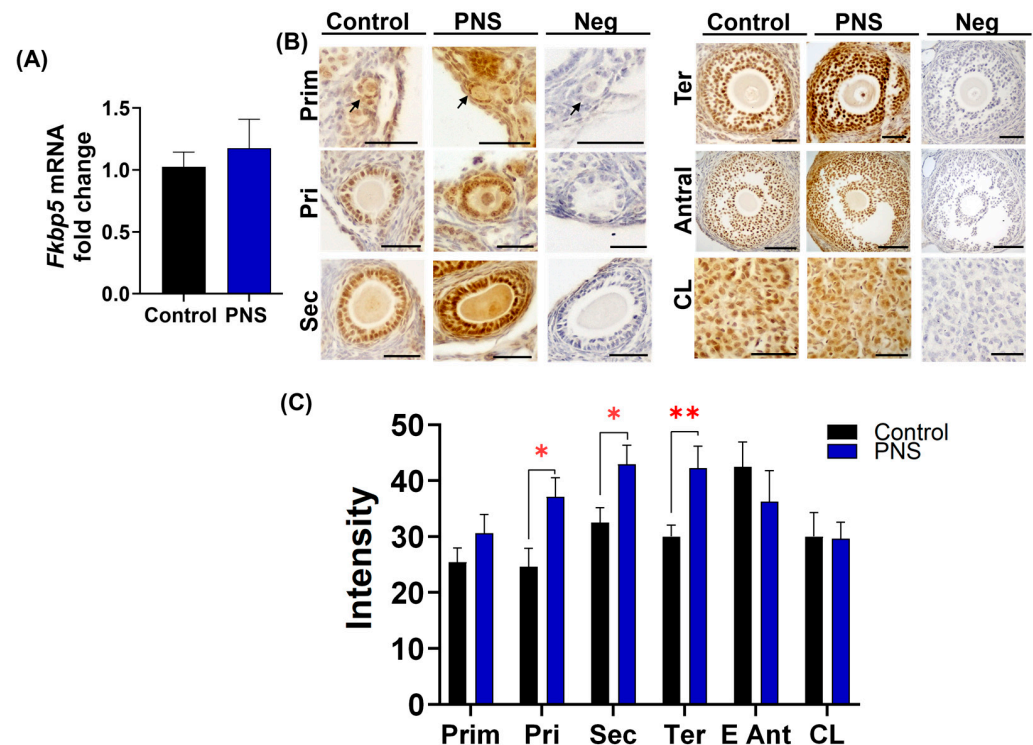 (A)
Fkbp5 mRNA
fold change
1.5
1.0
0.5
0.0
Control PNS
(B)
Control PNS Neg
Prim
Pri
Sec
Control PNS Neg
Ter
Antral
CL
(C)
Intensity
50
40
30
20
10
0
*
*
**
Control
PNS
Prim Pri Sec Ter E Ant CL